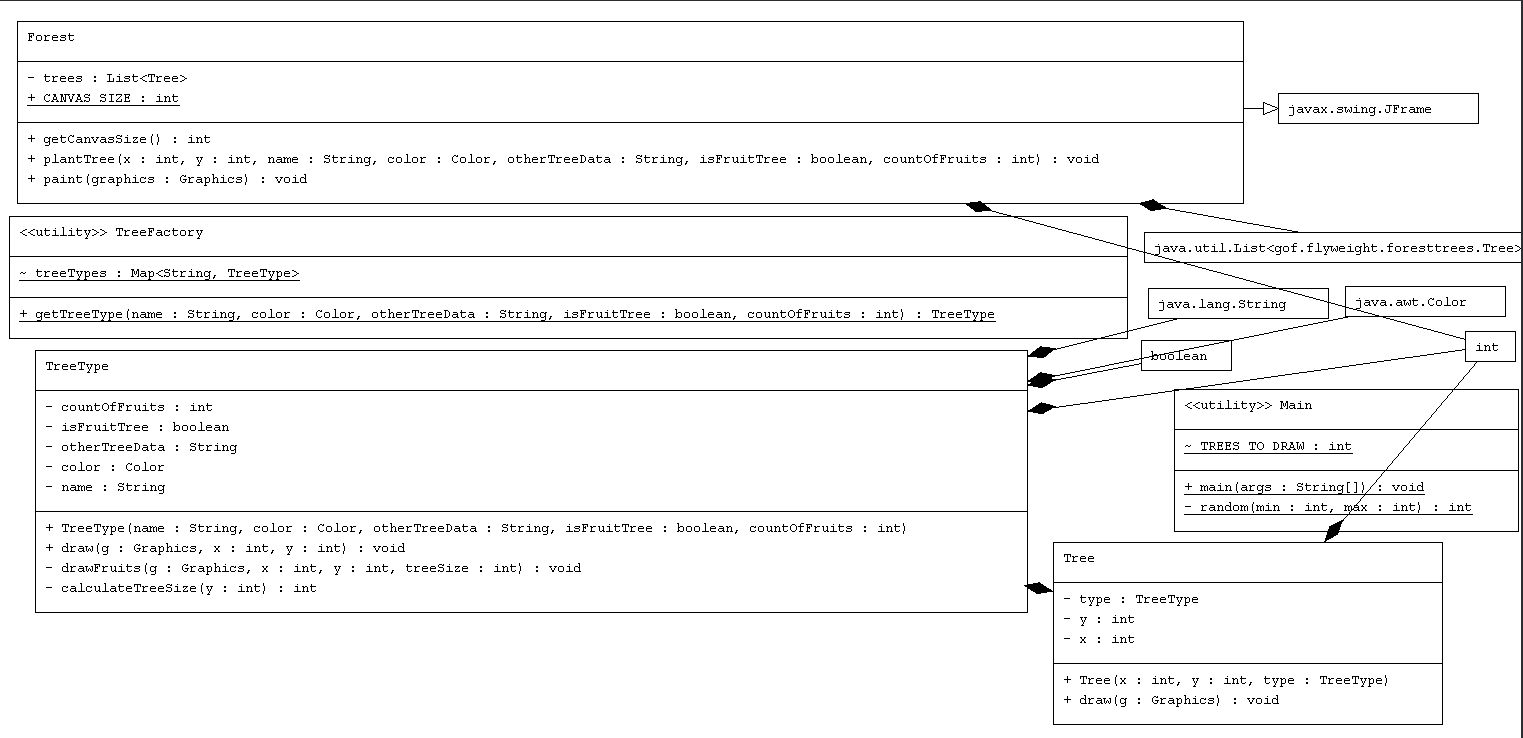 Forest
- trees : List<Tree>
+ CANVAS_SIZE : int
+ getCanvasSize() : int
+ plantTree(x : int, y : int, name : String, color : Color, otherTreeData : String, isFruitTree : boolean, countOfFruits : int) : void
+ paint(graphics : Graphics) : void
javax.swing.JFrame
<<utility>> TreeFactory
~ treeTypes : Map<String, TreeType>
+ getTreeType(name : String, color : Color, otherTreeData : String, isFruitTree : boolean, countOfFruits : int) : TreeType
java.util.List<gof.flyweight.foresttrees.Tree>
java.lang.String
java.awt.Color
boolean
int
TreeType
- countOfFruits : int
- isFruitTree : boolean
- otherTreeData : String
- color : Color
- name : String
+ TreeType(name : String, color : Color, otherTreeData : String, isFruitTree : boolean, countOfFruits : int)
+ draw(g : Graphics, x : int, y : int) : void
- drawFruits(g : Graphics, x : int, y : int, treeSize : int) : void
- calculateTreeSize(y : int) : int
<<utility>> Main
~ TREES_TO_DRAW : int
+ main(args : String[]) : void
- random(min : int, max : int) : int
Tree
- type : TreeType
- y : int
- x : int
+ Tree(x : int, y : int, type : TreeType)
+ draw(g : Graphics) : void